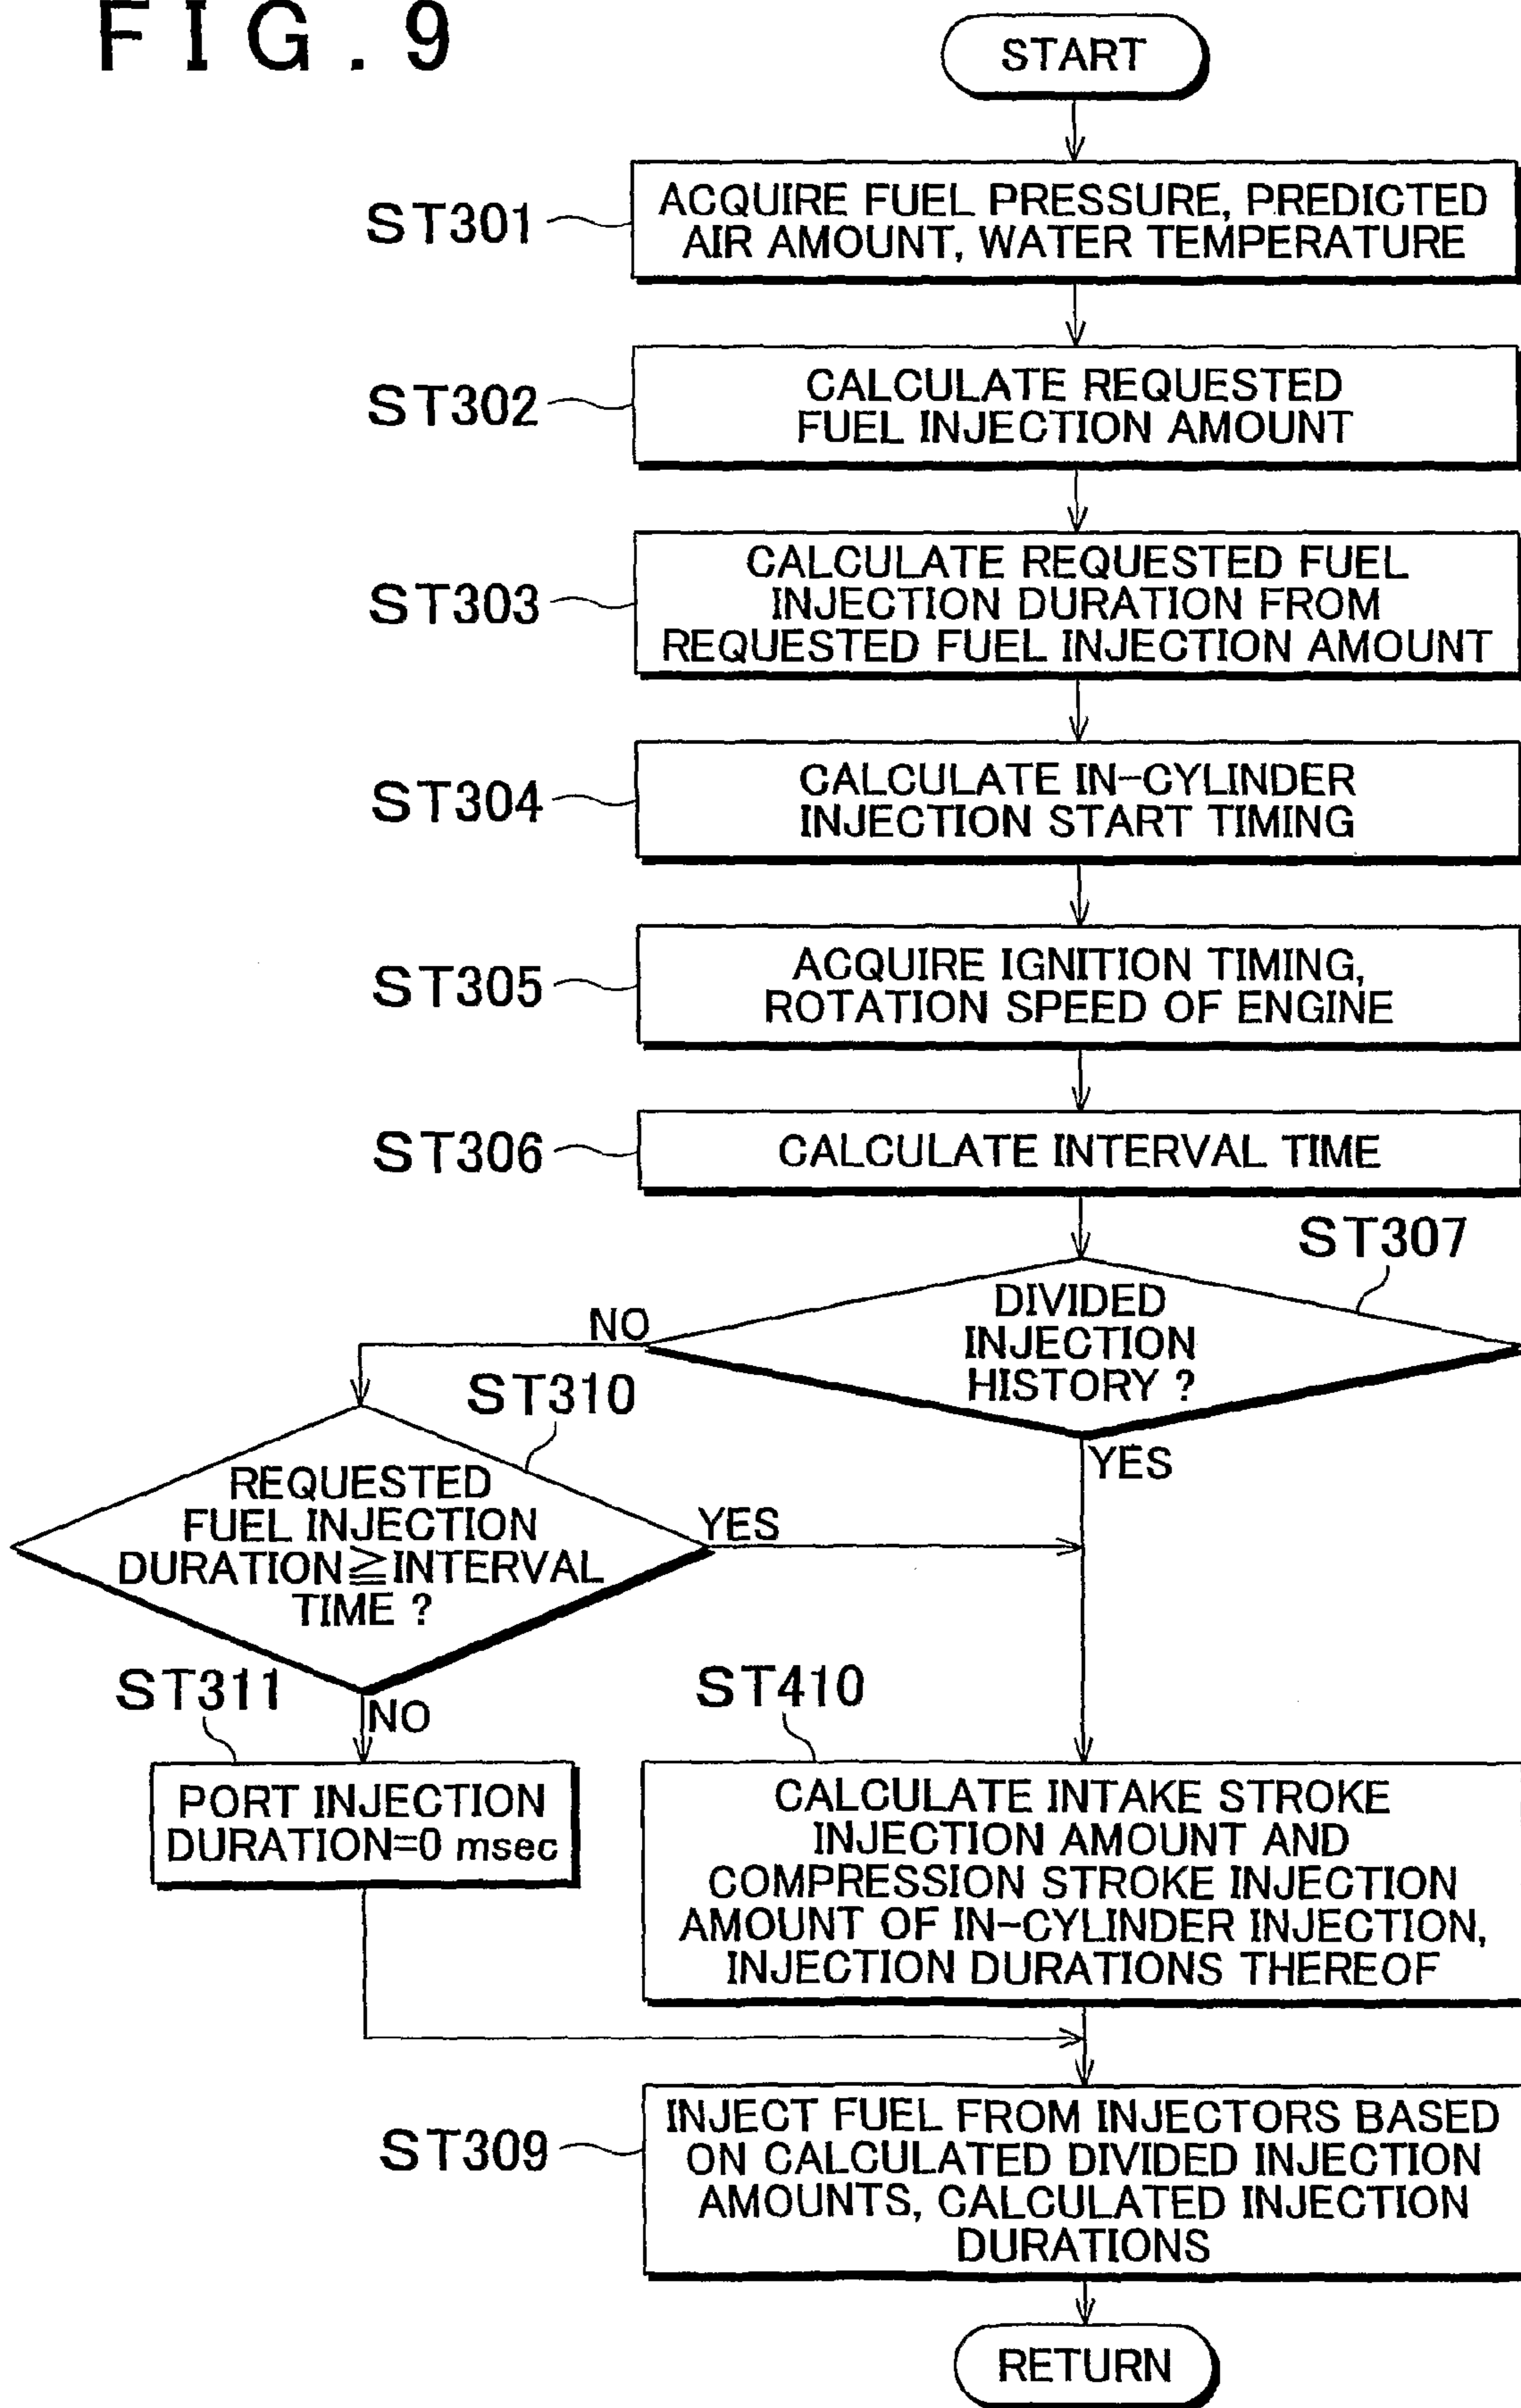 FIG.9
START
ST301
ACQUIRE FUEL PRESSURE, PREDICTED
AIR AMOUNT, WATER TEMPERATURE
ST302
CALCULATE REQUESTED
FUEL INJECTION AMOUNT
ST303
CALCULATE REQUESTED FUEL
INJECTION DURATION FROM
REQUESTED FUEL INJECTION AMOUNT
ST304
CALCULATE IN-CYLINDER
INJECTION START TIMING
ST305
ACQUIRE IGNITION TIMING,
ROTATION SPEED OF ENGINE
ST306
CALCULATE INTERVAL TIME
ST307
DIVIDED
INJECTION
HISTORY ?
NO
YES
ST310
REQUESTED
FUEL INJECTION
DURATION≧INTERVAL
TIME ?
YES
NO
ST311
PORT INJECTION
DURATION=0 msec
ST410
CALCULATE INTAKE STROKE
INJECTION AMOUNT AND
COMPRESSION STROKE INJECTION
AMOUNT OF IN-CYLINDER INJECTION,
INJECTION DURATIONS THEREOF
ST309
INJECT FUEL FROM INJECTORS BASED
ON CALCULATED DIVIDED INJECTION
AMOUNTS, CALCULATED INJECTION
DURATIONS
RETURN